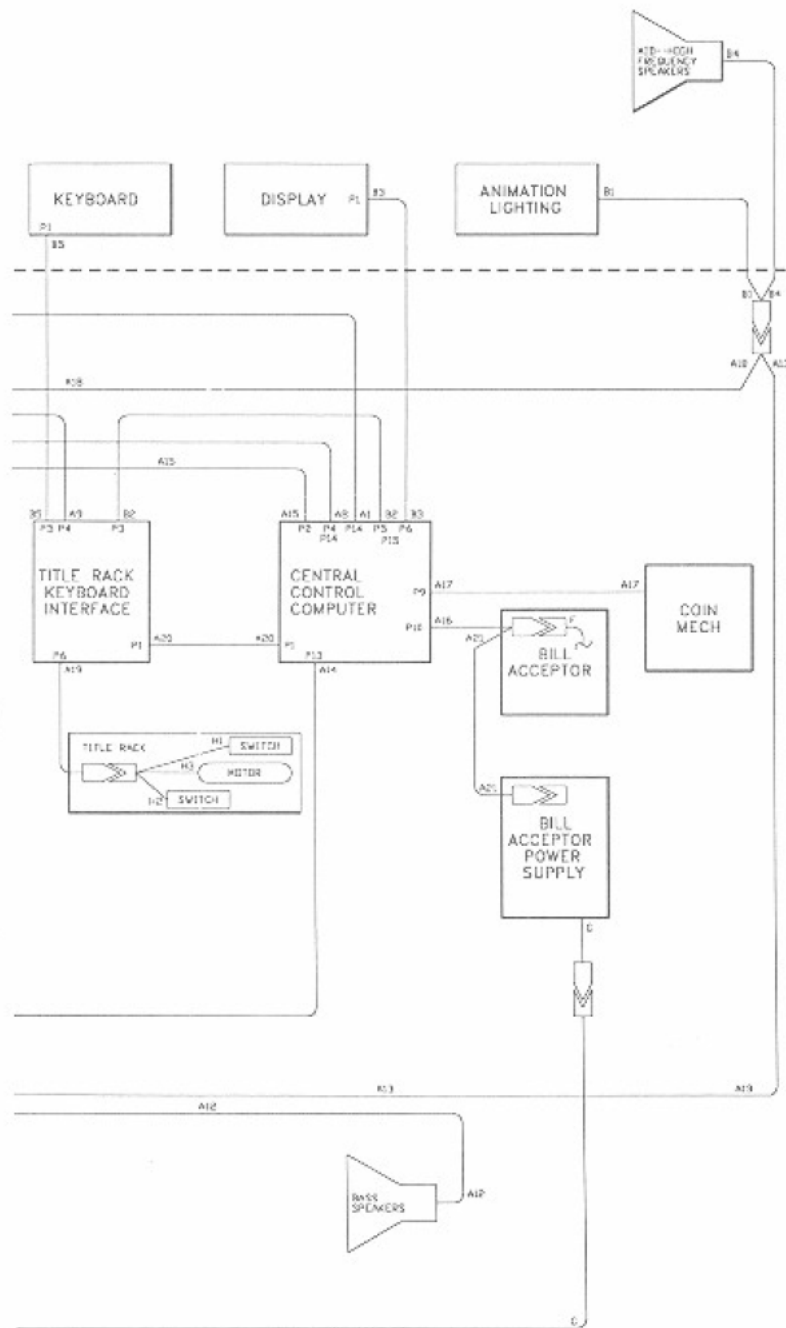 MID-HIGH
FREQUENCY
SPEAKERS
B4
KEYBOARD
P1
B5
DISPLAY
P1
B3
ANIMATION
LIGHTING
B1
B1
B4
A18
A13
A18
A15
B5
A9
B2
P3
P4
P3
TITLE RACK
KEYBOARD
INTERFACE
P1
P6
A20
A20
A19
A15
A8
A1
B2
B3
P2
P4
P14
P5
P6
P14
P15
CENTRAL
CONTROL
COMPUTER
P9
P10
P1
P13
A14
A17
A17
COIN
MECH
A16
A21
F
BILL
ACCEPTOR
TITLE RACK
H1
SWITCH
H3
MOTOR
H2
SWITCH
A21
BILL
ACCEPTOR
POWER
SUPPLY
G
A13
A13
A12
BASS
SPEAKERS
A12
G